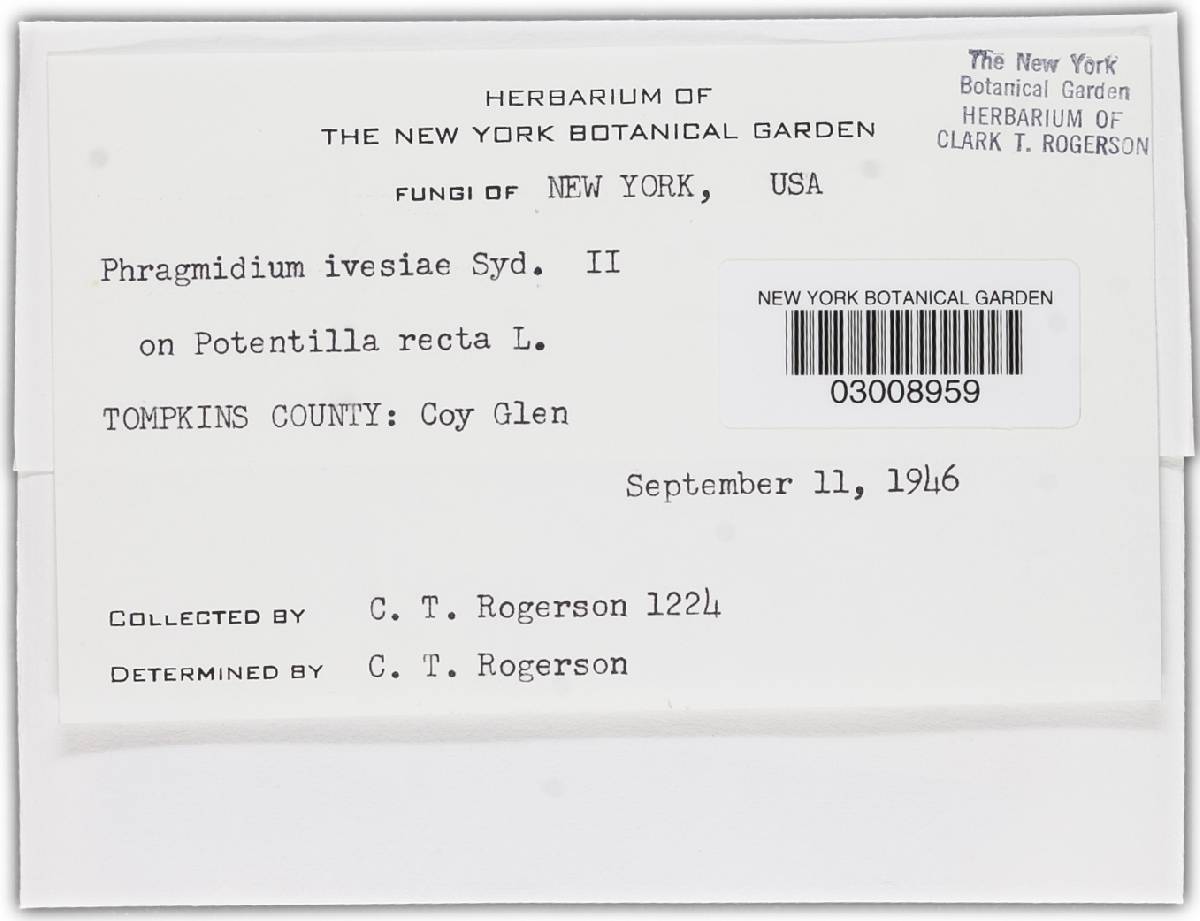 The New York
Botanical Garden
HERBARIUM OF
CLARK T. ROGERSON
HERBARIUM OF
THE NEW YORK BOTANICAL GARDEN
FUNGI OF NEW YORK, USA
Phragmidium ivesiae Syd. II
on Potentilla recta L.
NEW YORK BOTANICAL GARDEN
03008959
TOMPKINS COUNTY: Coy Glen
September 11, 1946
COLLECTED BY C. T. Rogerson 1224
DETERMINED BY C. T. Rogerson